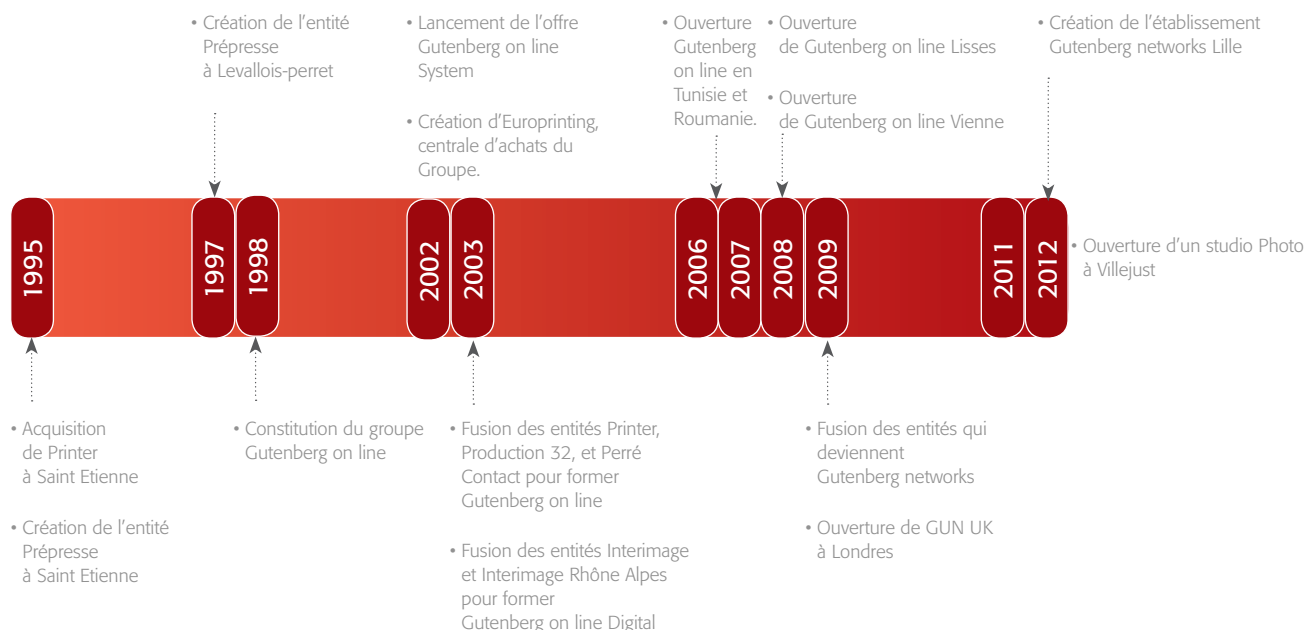 • Création de l’entité
Prépresse
à Levallois-perret
• Lancement de l’offre
Gutenberg on line
System
• Création d’Europrinting,
centrale d’achats du
Groupe.
• Ouverture
Gutenberg
on line en
Tunisie et
Roumanie.
• Ouverture
de Gutenberg on line Lisses
• Ouverture
de Gutenberg on line Vienne
• Création de l’établissement
Gutenberg networks Lille
1995
1997
1998
2002
2003
2006
2007
2008
2009
2011
2012
• Ouverture d’un studio Photo
à Villejust
• Acquisition
de Printer
à Saint Etienne
• Création de l’entité
Prépresse
à Saint Etienne
• Constitution du groupe
Gutenberg on line
• Fusion des entités Printer,
Production 32, et Perré
Contact pour former
Gutenberg on line
• Fusion des entités Interimage
et Interimage Rhône Alpes
pour former
Gutenberg on line Digital
• Fusion des entités qui
deviennent
Gutenberg networks
• Ouverture de GUN UK
à Londres